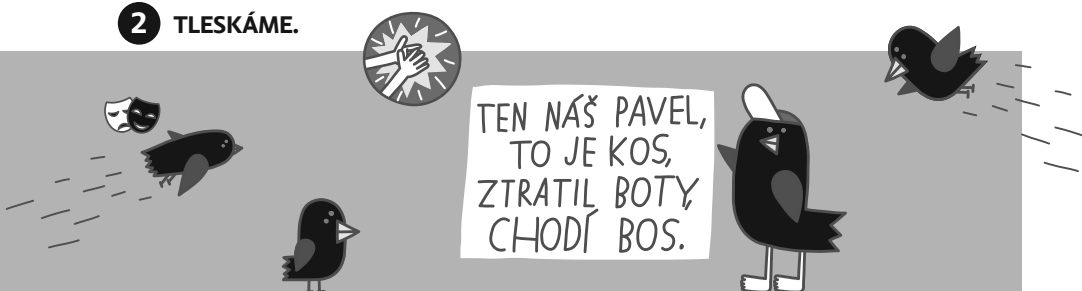 2 TLESKÁME.
TEN NÁŠ PAVEL,
TO JE KOS,
ZTRATIL BOTY,
CHODÍ BOS.